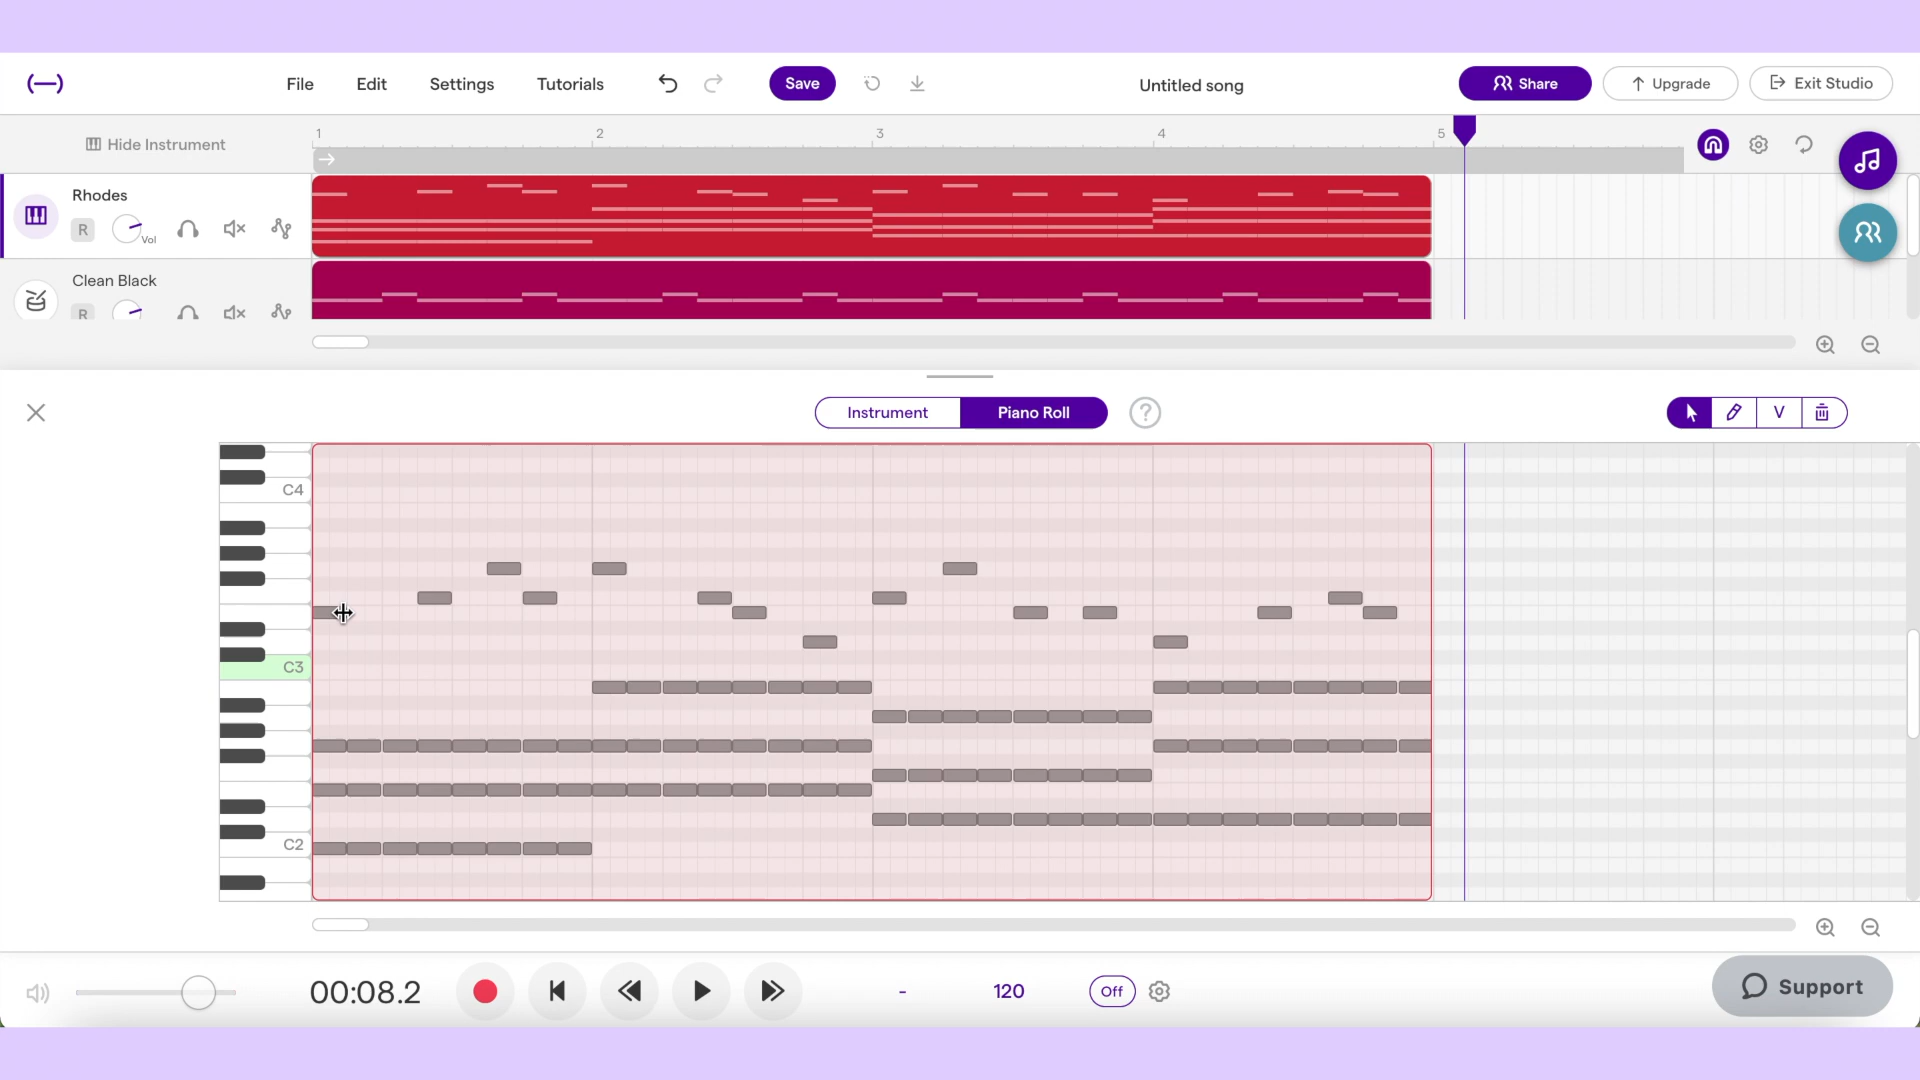 File Edit Settings Tutorials Save Untitled song Share Upgrade Exit Studio
Hide Instrument 1 2 3 4 5
Rhodes
R Vol
Clean Black
R
Instrument Piano Roll ? V
C4
C3
C2
00:08.2 - 120 Off Support